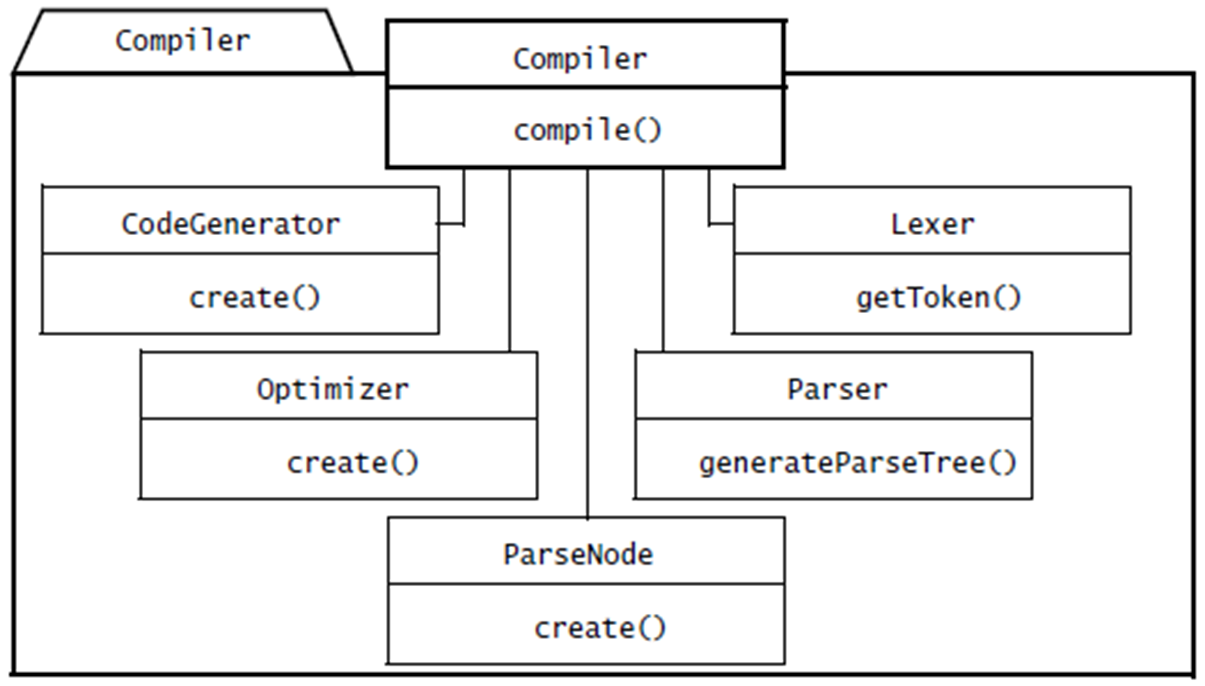 Compiler
Compiler
compile()
CodeGenerator
create()
Lexer
getToken()
Optimizer
create()
Parser
generateParseTree()
ParseNode
create()